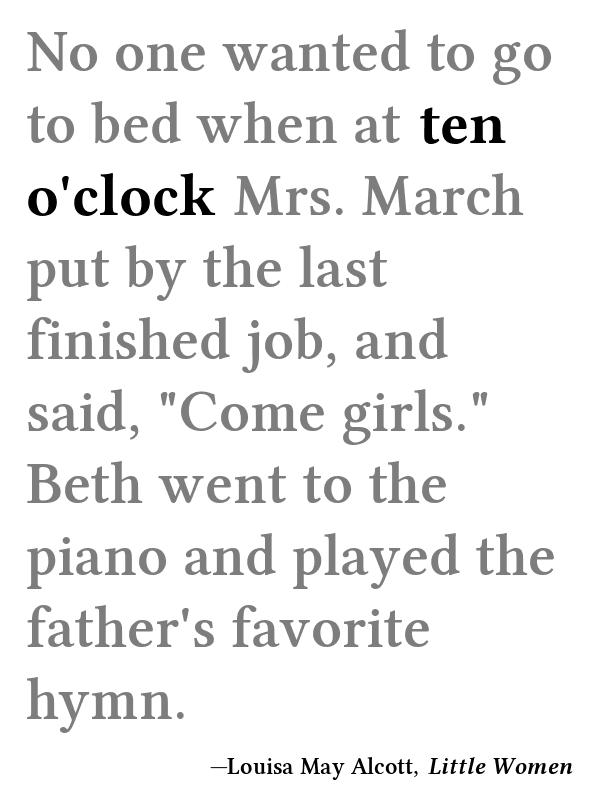 No one wanted to go
to bed when at ten
o'clock Mrs. March
put by the last
finished job, and
said, "Come girls."
Beth went to the
piano and played the
father's favorite
hymn.
—Louisa May Alcott, Little Women